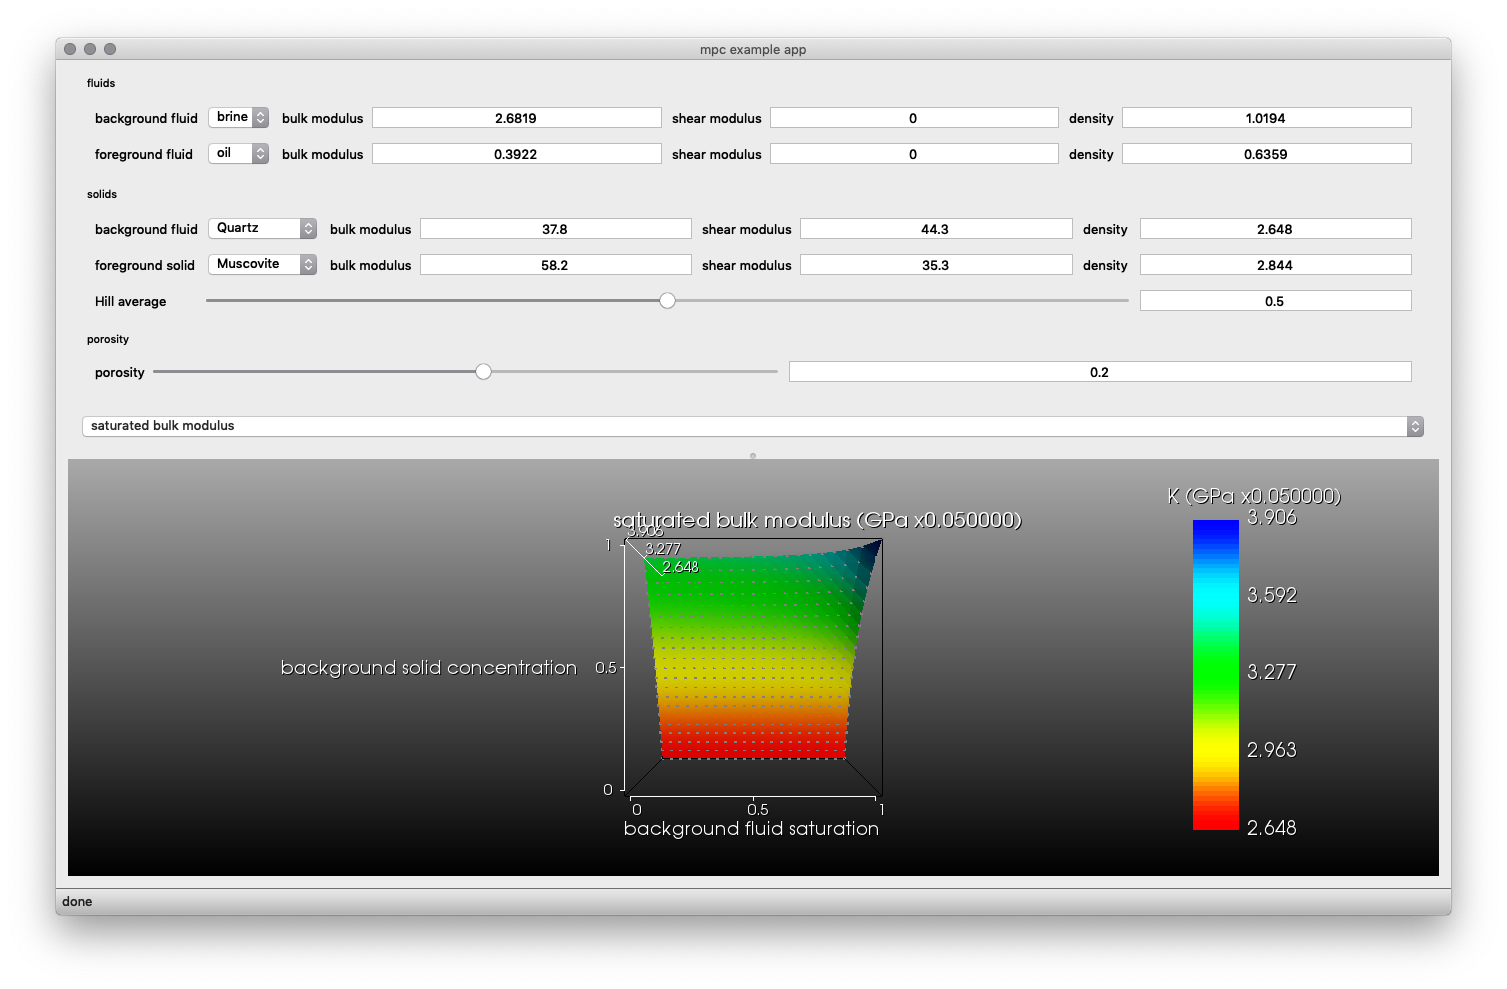 mpc example app
fluids
background fluid brine bulk modulus 2.6819 shear modulus 0 density 1.0194
foreground fluid oil bulk modulus 0.3922 shear modulus 0 density 0.6359
solids
background fluid Quartz bulk modulus 37.8 shear modulus 44.3 density 2.648
foreground solid Muscovite bulk modulus 58.2 shear modulus 35.3 density 2.844
Hill average 0.5
porosity
porosity 0.2
saturated bulk modulus
K (GPa x0.050000)
saturated bulk modulus (GPa x0.050000)
3.906
3.906
1
3.277
2.648
3.592
background solid concentration 0.5
3.277
2.963
0
2.648
0 0.5 1
background fluid saturation
done